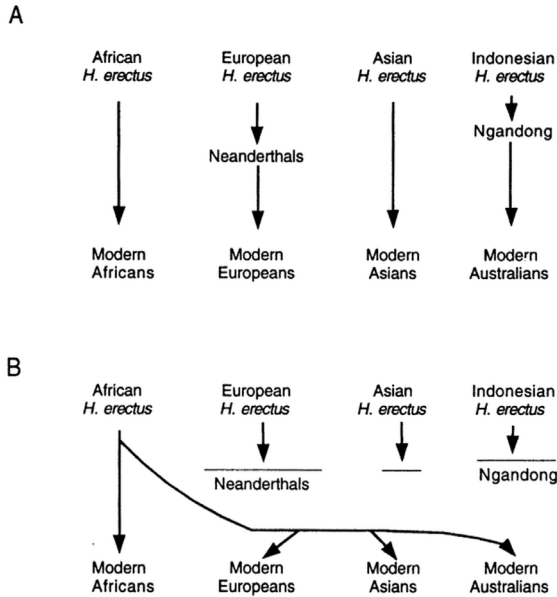 A
African
H. erectus
European
H. erectus
Asian
H. erectus
Indonesian
H. erectus
Ngandong
Neanderthals
Modern
Africans
Modern
Europeans
Modern
Asians
Modern
Australians
B
African
H. erectus
European
H. erectus
Asian
H. erectus
Indonesian
H. erectus
Neanderthals
Ngandong
Modern
Africans
Modern
Europeans
Modern
Asians
Modern
Australians